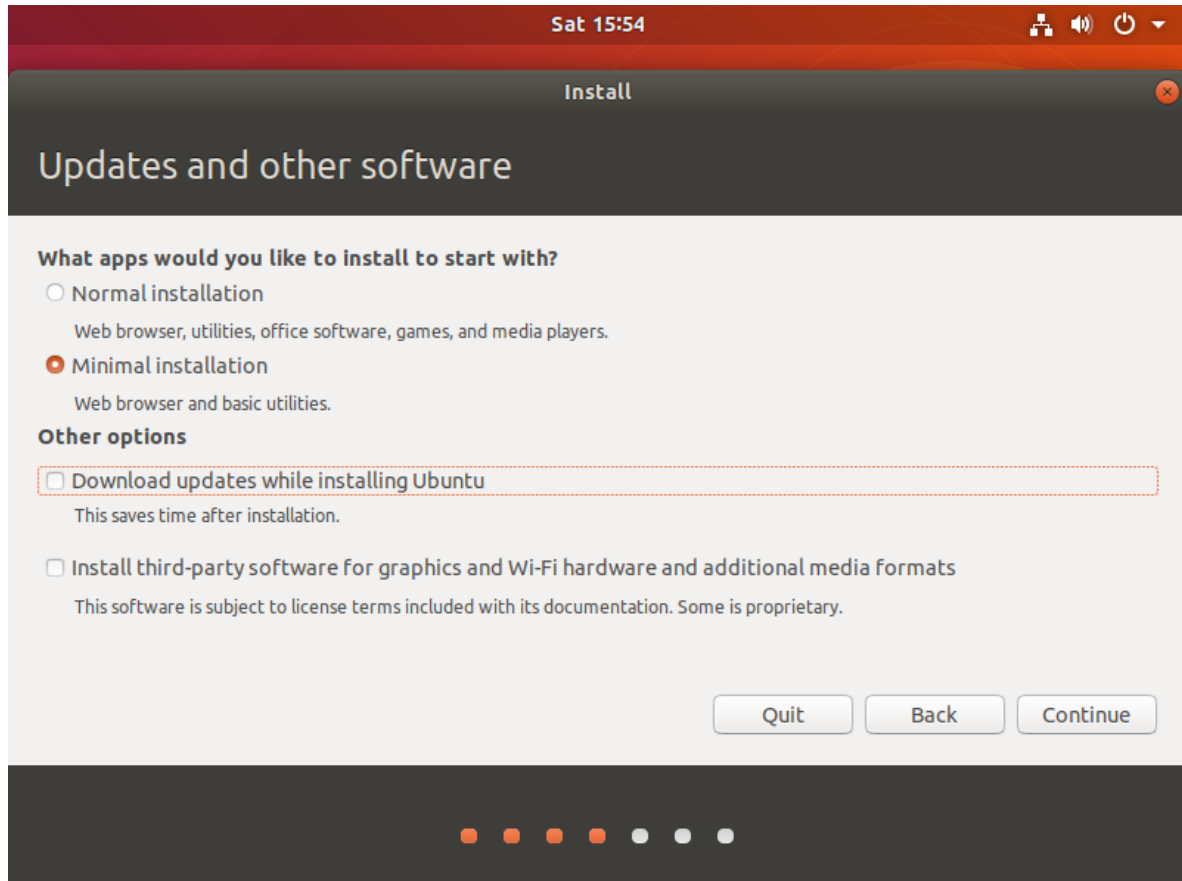 Sat 15:54
Install
Updates and other software
What apps would you like to install to start with?
Normal installation
Web browser, utilities, office software, games, and media players.
Minimal installation
Web browser and basic utilities.
Other options
Download updates while installing Ubuntu
This saves time after installation.
Install third-party software for graphics and Wi-Fi hardware and additional media formats
This software is subject to license terms included with its documentation. Some is proprietary.
Quit Back Continue